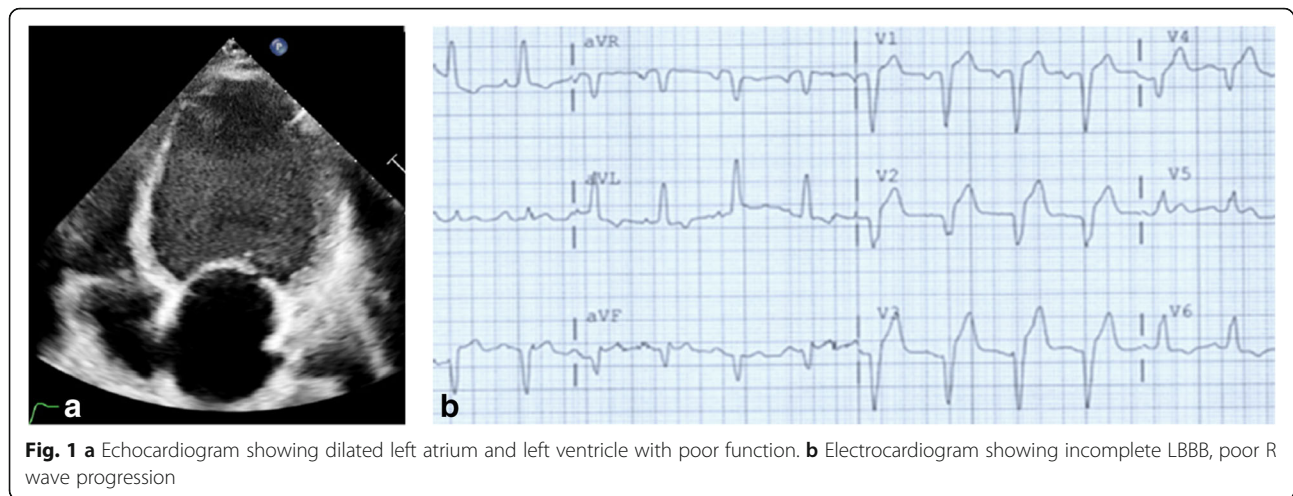 P
aVR
V1
V4
aVL
V2
V5
aVF
V3
V6
a
b
Fig. 1 a Echocardiogram showing dilated left atrium and left ventricle with poor function. b Electrocardiogram showing incomplete LBBB, poor R
wave progression